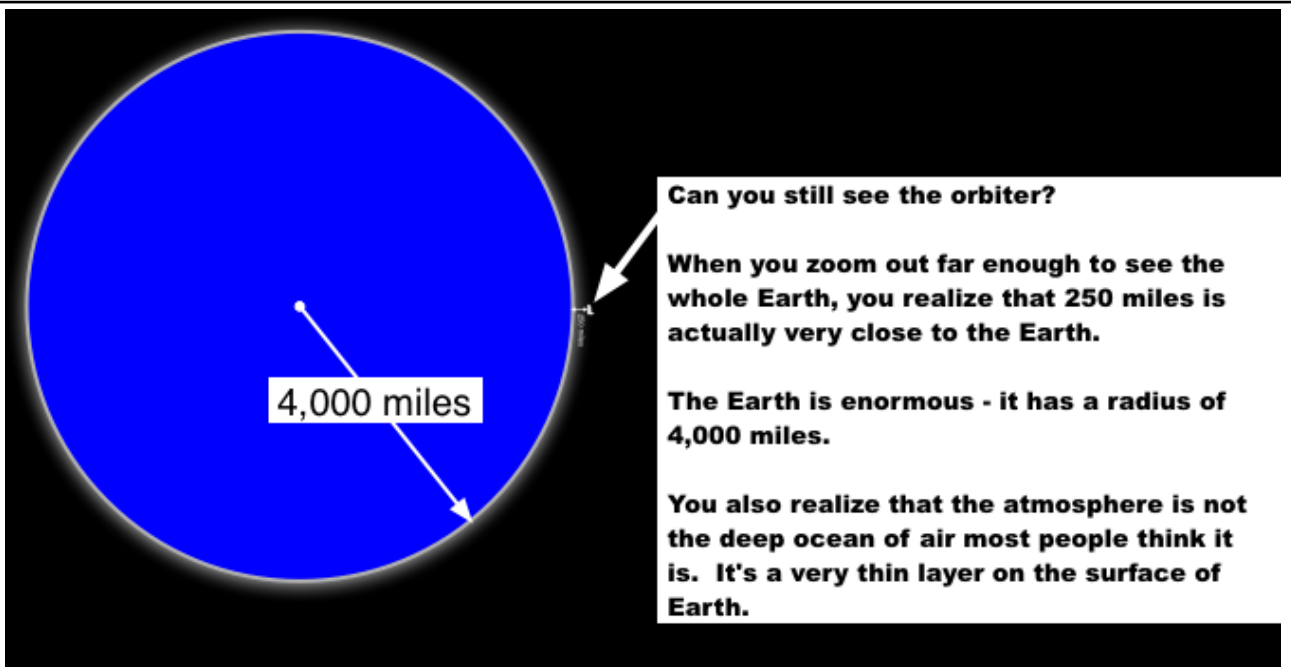 Can you still see the orbiter?
When you zoom out far enough to see the
whole Earth, you realize that 250 miles is
actually very close to the Earth.
The Earth is enormous - it has a radius of
4,000 miles.
You also realize that the atmosphere is not
the deep ocean of air most people think it
is.  It's a very thin layer on the surface of
Earth.
4,000 miles
250 miles